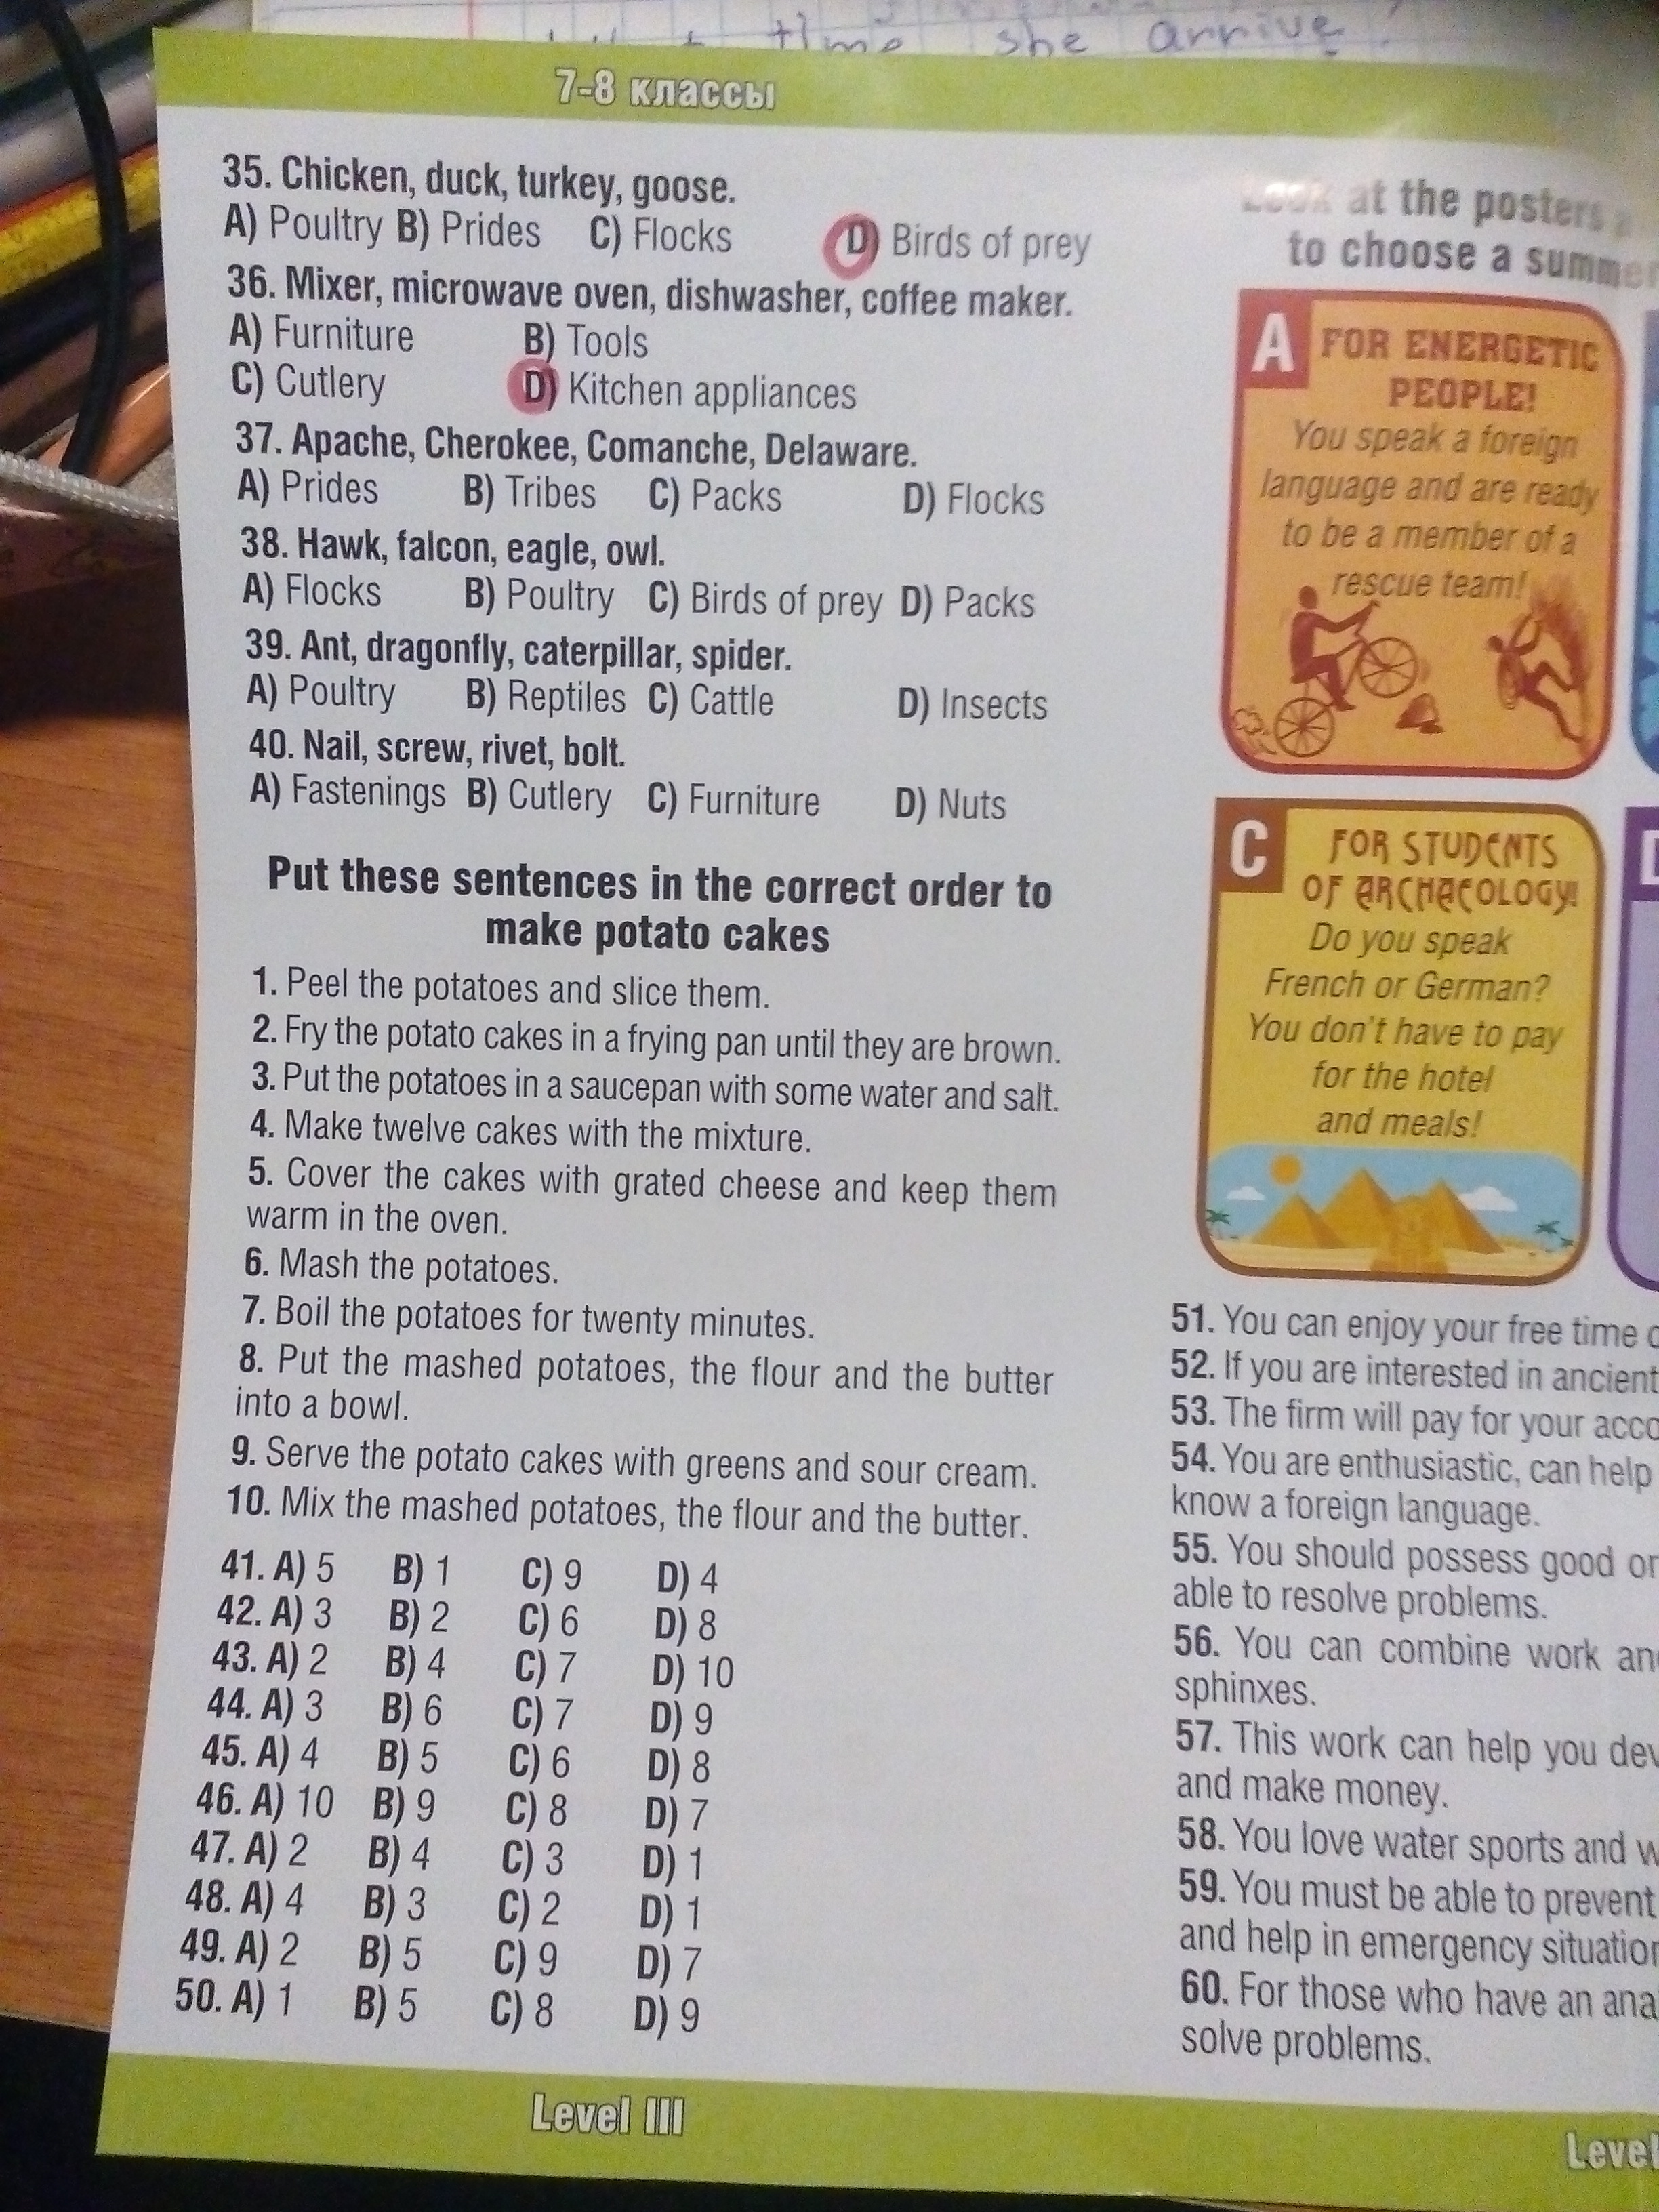 time she arrive?
7-8 классы
35. Chicken, duck, turkey, goose.
A) Poultry B) Prides C) Flocks D) Birds of prey
36. Mixer, microwave oven, dishwasher, coffee maker.
A) Furniture B) Tools
C) Cutlery D) Kitchen appliances
37. Apache, Cherokee, Comanche, Delaware.
A) Prides B) Tribes C) Packs D) Flocks
38. Hawk, falcon, eagle, owl.
A) Flocks B) Poultry C) Birds of prey D) Packs
39. Ant, dragonfly, caterpillar, spider.
A) Poultry B) Reptiles C) Cattle D) Insects
40. Nail, screw, rivet, bolt.
A) Fastenings B) Cutlery C) Furniture D) Nuts
Put these sentences in the correct order to
make potato cakes
1. Peel the potatoes and slice them.
2. Fry the potato cakes in a frying pan until they are brown.
3. Put the potatoes in a saucepan with some water and salt.
4. Make twelve cakes with the mixture.
5. Cover the cakes with grated cheese and keep them
warm in the oven.
6. Mash the potatoes.
7. Boil the potatoes for twenty minutes.
8. Put the mashed potatoes, the flour and the butter
into a bowl.
9. Serve the potato cakes with greens and sour cream.
10. Mix the mashed potatoes, the flour and the butter.
41. A) 5 B) 1 C) 9 D) 4
42. A) 3 B) 2 C) 6 D) 8
43. A) 2 B) 4 C) 7 D) 10
44. A) 3 B) 6 C) 7 D) 9
45. A) 4 B) 5 C) 6 D) 8
46. A) 10 B) 9 C) 8 D) 7
47. A) 2 B) 4 C) 3 D) 1
48. A) 4 B) 3 C) 2 D) 1
49. A) 2 B) 5 C) 9 D) 7
50. A) 1 B) 5 C) 8 D) 9
Level III
Look at the posters
to choose a summer
A
FOR ENERGETIC
PEOPLE!
You speak a foreign
language and are ready
to be a member of a
rescue team!
C
FOR STUDENTS
OF ARCHAEOLOGY!
Do you speak
French or German?
You don't have to pay
for the hotel
and meals!
51. You can enjoy your free time
52. If you are interested in ancient
53. The firm will pay for your acco
54. You are enthusiastic, can help
know a foreign language.
55. You should possess good or
able to resolve problems.
56. You can combine work an
sphinxes.
57. This work can help you dev
and make money.
58. You love water sports and w
59. You must be able to prevent
and help in emergency situation
60. For those who have an ana
solve problems.
Level